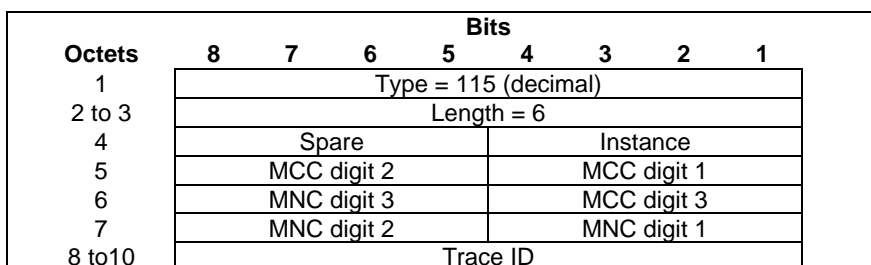 Bits
Octets 8 7 6 5 4 3 2 1
1 Type = 115 (decimal)
2 to 3 Length = 6
4 Spare Instance
5 MCC digit 2 MCC digit 1
6 MNC digit 3 MCC digit 3
7 MNC digit 2 MNC digit 1
8 to10 Trace ID